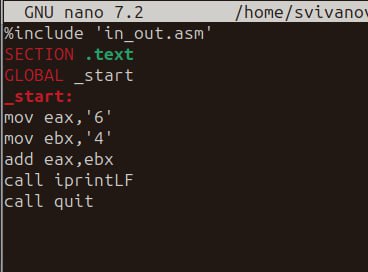 GNU nano 7.2 /home/svivanov
%include 'in_out.asm'
SECTION .text
GLOBAL _start
_start:
mov eax,'6'
mov ebx,'4'
add eax,ebx
call iprintLF
call quit